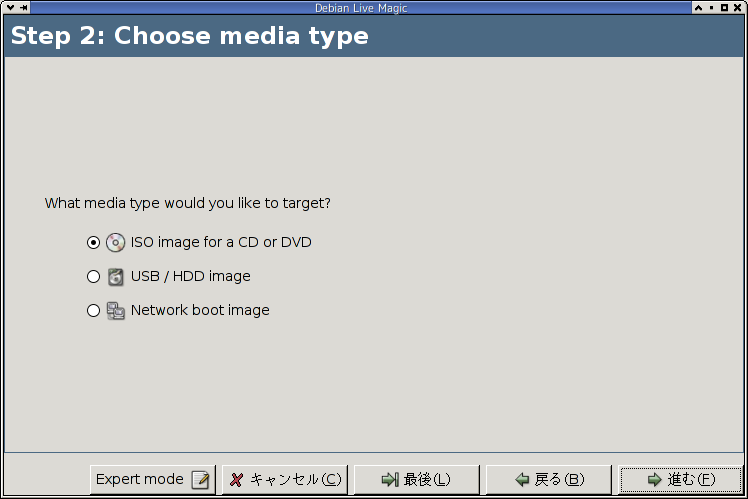 Debian Live Magic
Step 2: Choose media type
What media type would you like to target?
ISO image for a CD or DVD
USB / HDD image
Network boot image
Expert mode キャンセル(C) 最後(L) 戻る(B) 進む(F)